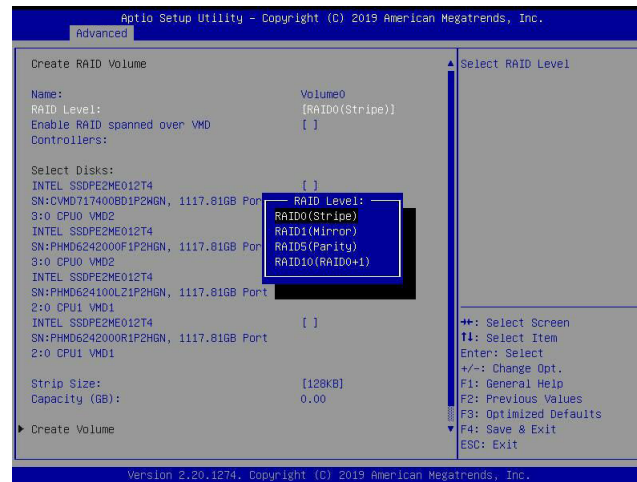 Aptio Setup Utility – Copyright (C) 2019 American Megatrends, Inc.
Advanced
Create RAID Volume
Select RAID Level
Name: Volume0
RAID Level: [RAID0(Stripe)]
Enable RAID spanned over VMD [ ]
Controllers:
Select Disks:
INTEL SSDPE2ME012T4 [ ]
SN:CVMD717400BD1P2WGN, 1117.81GB Por
3:0 CPU0 VMD2
INTEL SSDPE2ME012T4
SN:PHMD6242000F1P2HGN, 1117.81GB Por
3:0 CPU0 VMD2
INTEL SSDPE2ME012T4
SN:PHMD624100LZ1P2HGN, 1117.81GB Port
2:0 CPU1 VMD1
INTEL SSDPE2ME012T4 [ ]
SN:PHMD6242000R1P2HGN, 1117.81GB Port
2:0 CPU1 VMD1
Strip Size: [128KB]
Capacity (GB): 0.00
Create Volume
RAID Level:
RAID0(Stripe)
RAID1(Mirror)
RAID5(Parity)
RAID10(RAID0+1)
→←: Select Screen
↑↓: Select Item
Enter: Select
+/-: Change Opt.
F1: General Help
F2: Previous Values
F3: Optimized Defaults
F4: Save & Exit
ESC: Exit
Version 2.20.1274. Copyright (C) 2019 American Megatrends, Inc.